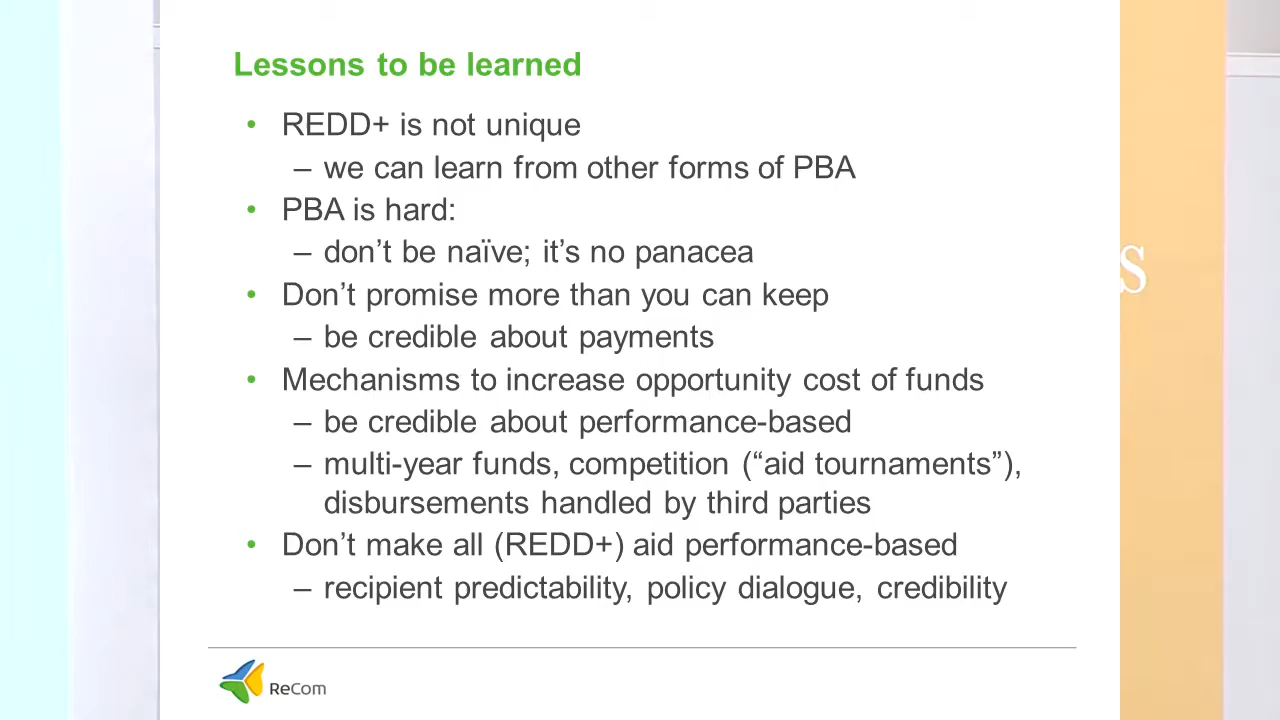 Lessons to be learned
• REDD+ is not unique
– we can learn from other forms of PBA
• PBA is hard:
– don’t be naïve; it’s no panacea
• Don’t promise more than you can keep
– be credible about payments
• Mechanisms to increase opportunity cost of funds
– be credible about performance-based
– multi-year funds, competition (“aid tournaments”),
disbursements handled by third parties
• Don’t make all (REDD+) aid performance-based
– recipient predictability, policy dialogue, credibility
ReCom